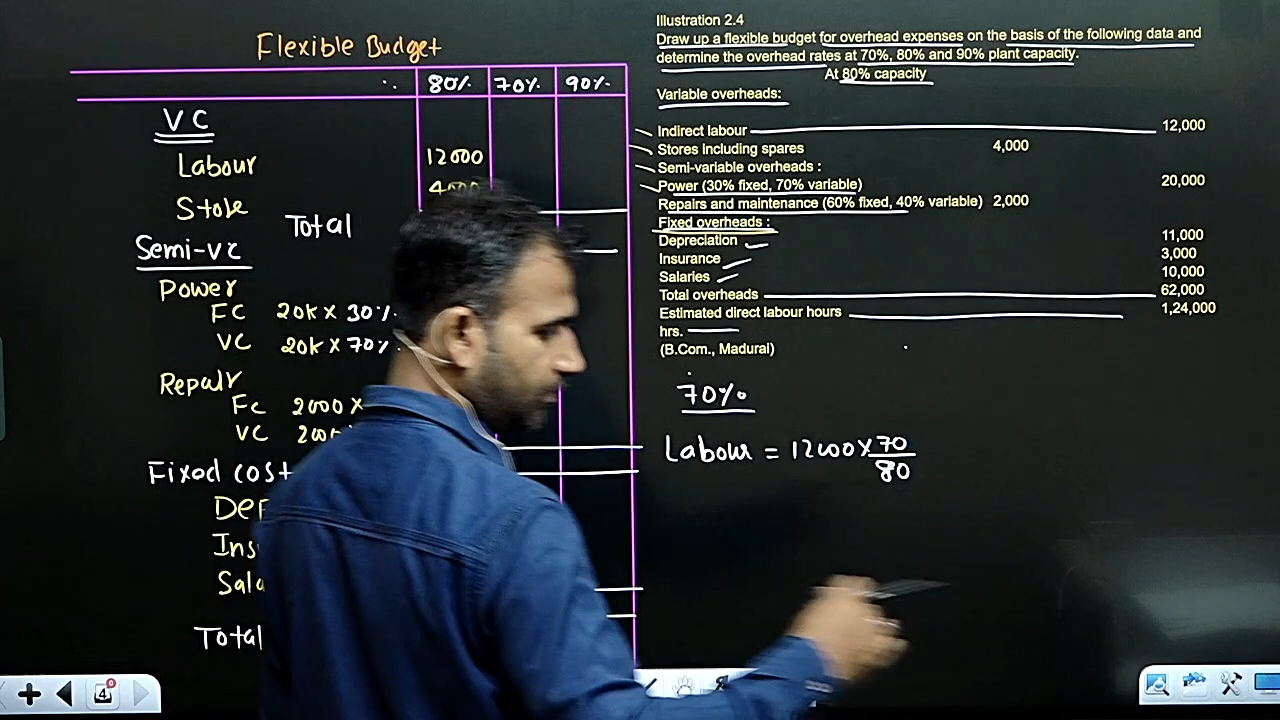 Flexible Budget
80% 70% 90%
VC
Labour 12000
Store 4000
Total
Semi-VC
Power
FC 20K × 30%
VC 20K × 70%
Repair
FC 2000 ×
VC
Fixed cost
Total
Illustration 2.4
Draw up a flexible budget for overhead expenses on the basis of the following data and
determine the overhead rates at 70%, 80% and 90% plant capacity.
At 80% capacity
Variable overheads:
Indirect labour 12,000
Stores including spares 4,000
Semi-variable overheads :
Power (30% fixed, 70% variable) 20,000
Repairs and maintenance (60% fixed, 40% variable) 2,000
Fixed overheads :
Depreciation 11,000
Insurance 3,000
Salaries 10,000
Total overheads 62,000
Estimated direct labour hours 1,24,000
hrs.
(B.Com., Madurai)
70%
Labour = 12000 × 70
80
4
0